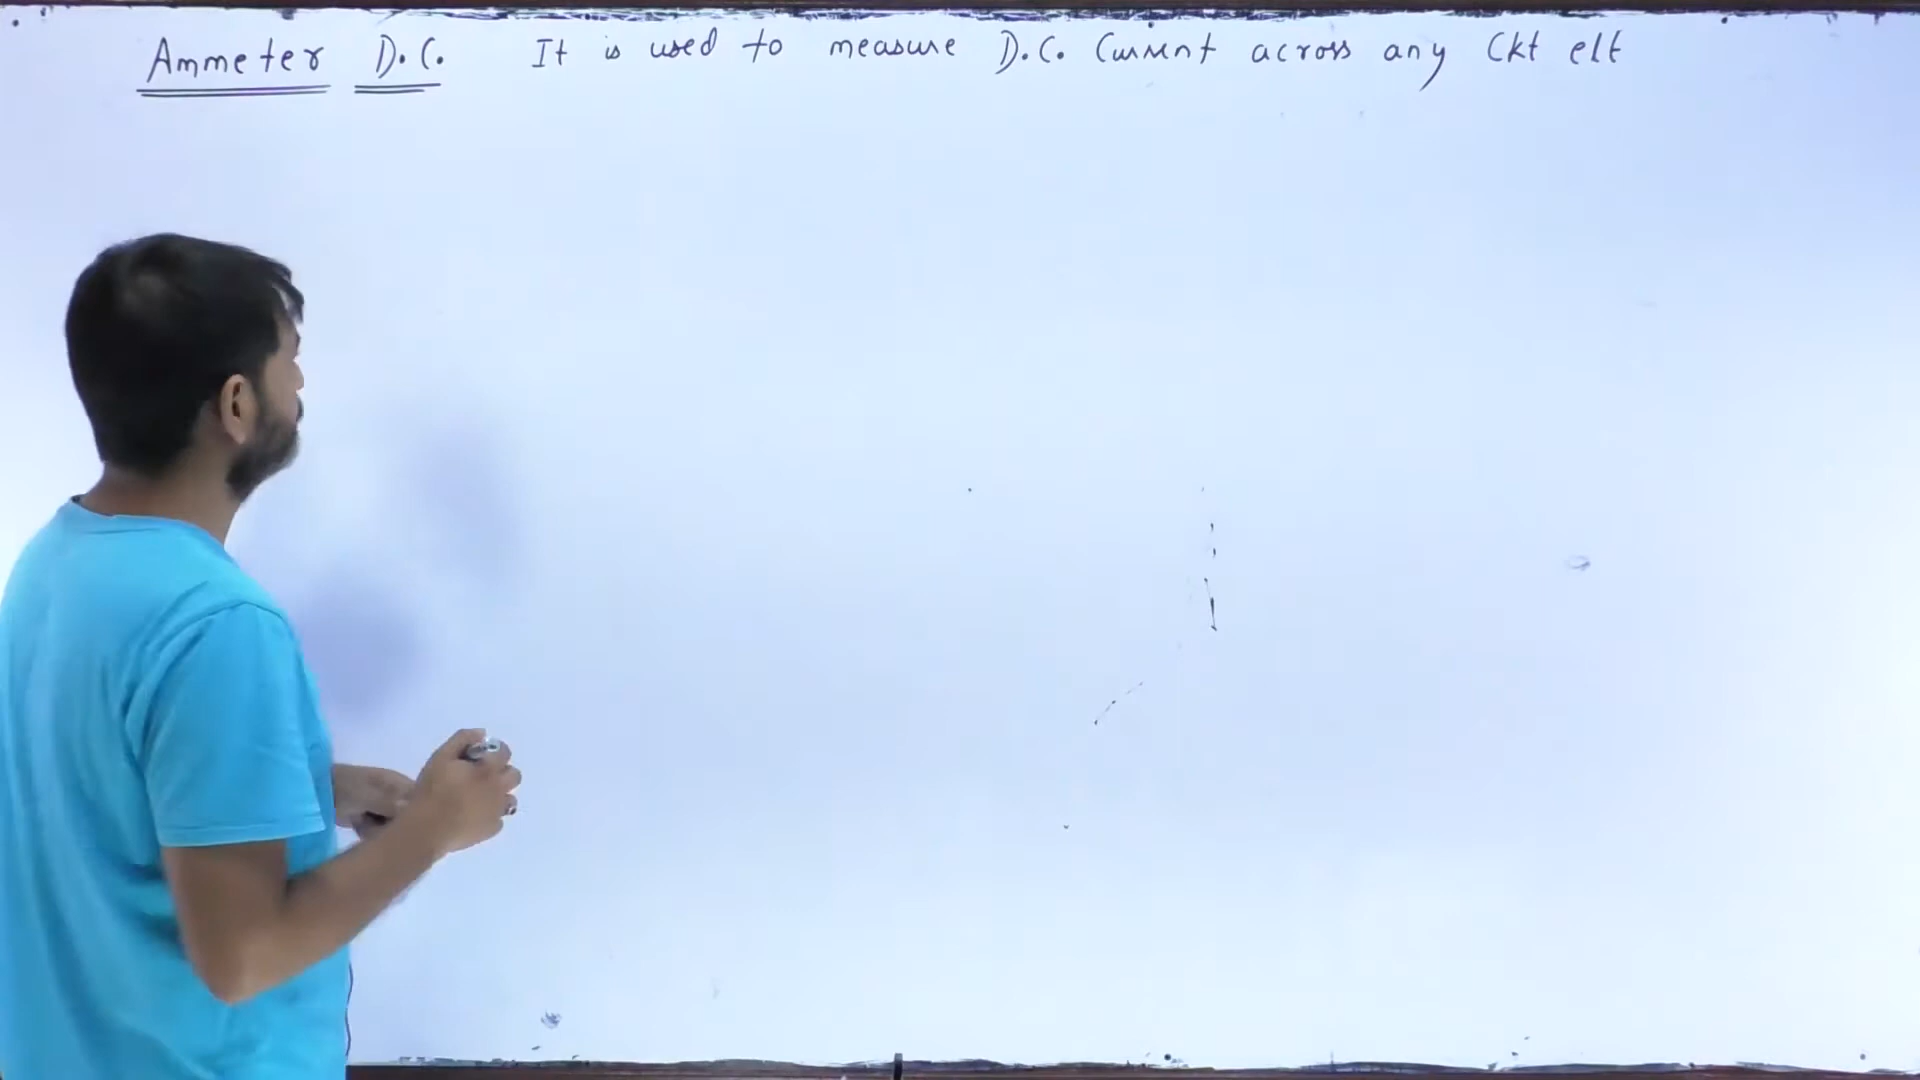 Ammeter D.C. It is used to measure D.C. Current across any Ckt elt